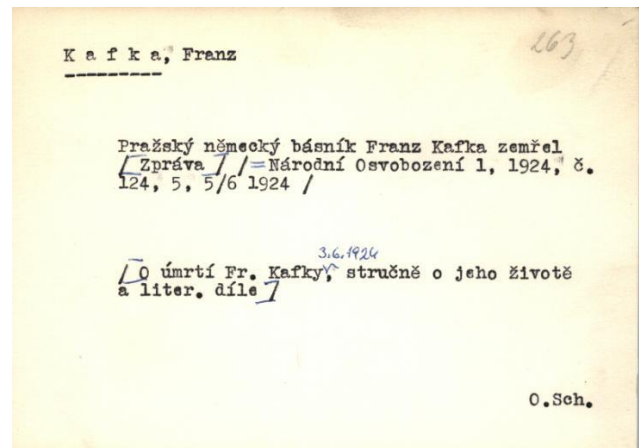 263
K a f k a, Franz
Pražský německý básník Franz Kafka zemřel
[Zpráva] /=Národní Osvobození 1, 1924, č.
124, 5, 5/6 1924 /
3.6.1924
[O úmrtí Fr. Kafky, stručně o jeho životě
a liter. díle]
O.Sch.